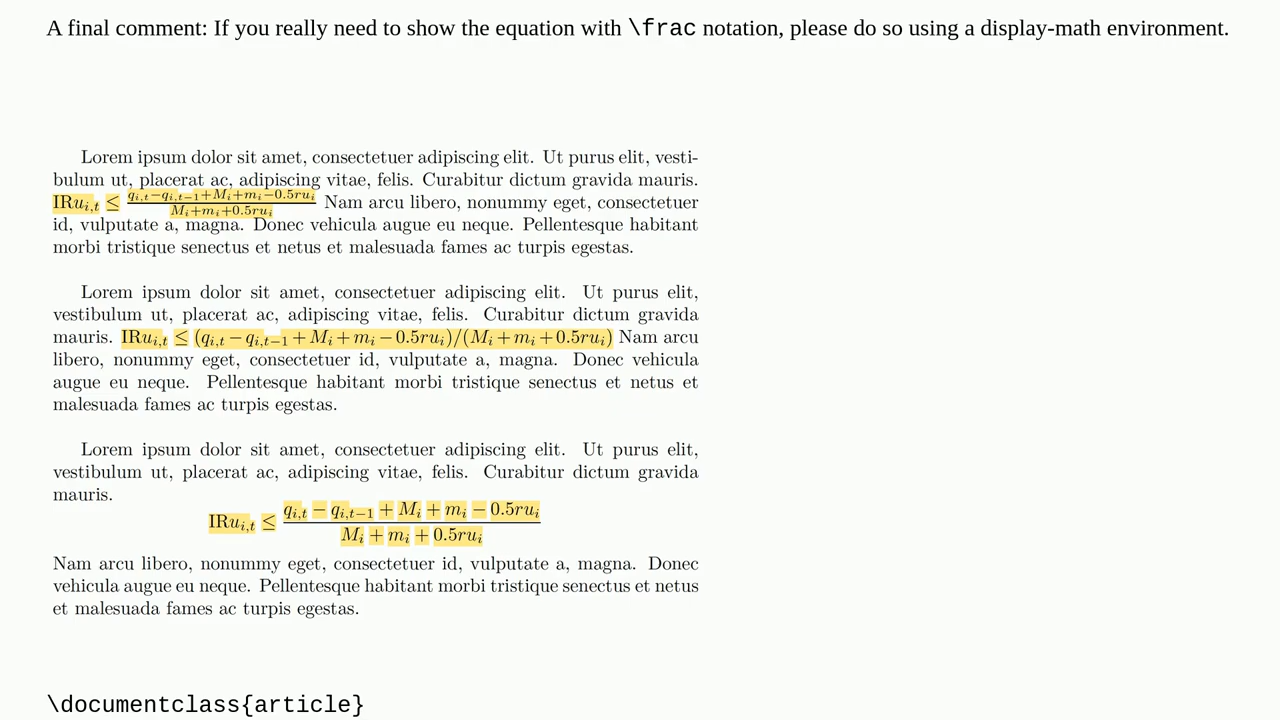 A final comment: If you really need to show the equation with \frac notation, please do so using a display-math environment.
Lorem ipsum dolor sit amet, consectetuer adipiscing elit. Ut purus elit, vesti-
bulum ut, placerat ac, adipiscing vitae, felis. Curabitur dictum gravida mauris.
IRu_{i,t} ≤ \frac{q_{i,t}−q_{i,t−1}+M_i+m_i−0.5ru_i}{M_i+m_i+0.5ru_i} Nam arcu libero, nonummy eget, consectetuer
id, vulputate a, magna. Donec vehicula augue eu neque. Pellentesque habitant
morbi tristique senectus et netus et malesuada fames ac turpis egestas.
Lorem ipsum dolor sit amet, consectetuer adipiscing elit. Ut purus elit,
vestibulum ut, placerat ac, adipiscing vitae, felis. Curabitur dictum gravida
mauris. IRu_{i,t} ≤ (q_{i,t} − q_{i,t−1} + M_i + m_i − 0.5ru_i)/(M_i + m_i + 0.5ru_i) Nam arcu
libero, nonummy eget, consectetuer id, vulputate a, magna. Donec vehicula
augue eu neque. Pellentesque habitant morbi tristique senectus et netus et
malesuada fames ac turpis egestas.
Lorem ipsum dolor sit amet, consectetuer adipiscing elit. Ut purus elit,
vestibulum ut, placerat ac, adipiscing vitae, felis. Curabitur dictum gravida
mauris.
IRu_{i,t} ≤ \frac{q_{i,t} − q_{i,t−1} + M_i + m_i − 0.5ru_i}{M_i + m_i + 0.5ru_i}
Nam arcu libero, nonummy eget, consectetuer id, vulputate a, magna. Donec
vehicula augue eu neque. Pellentesque habitant morbi tristique senectus et netus
et malesuada fames ac turpis egestas.
\documentclass{article}